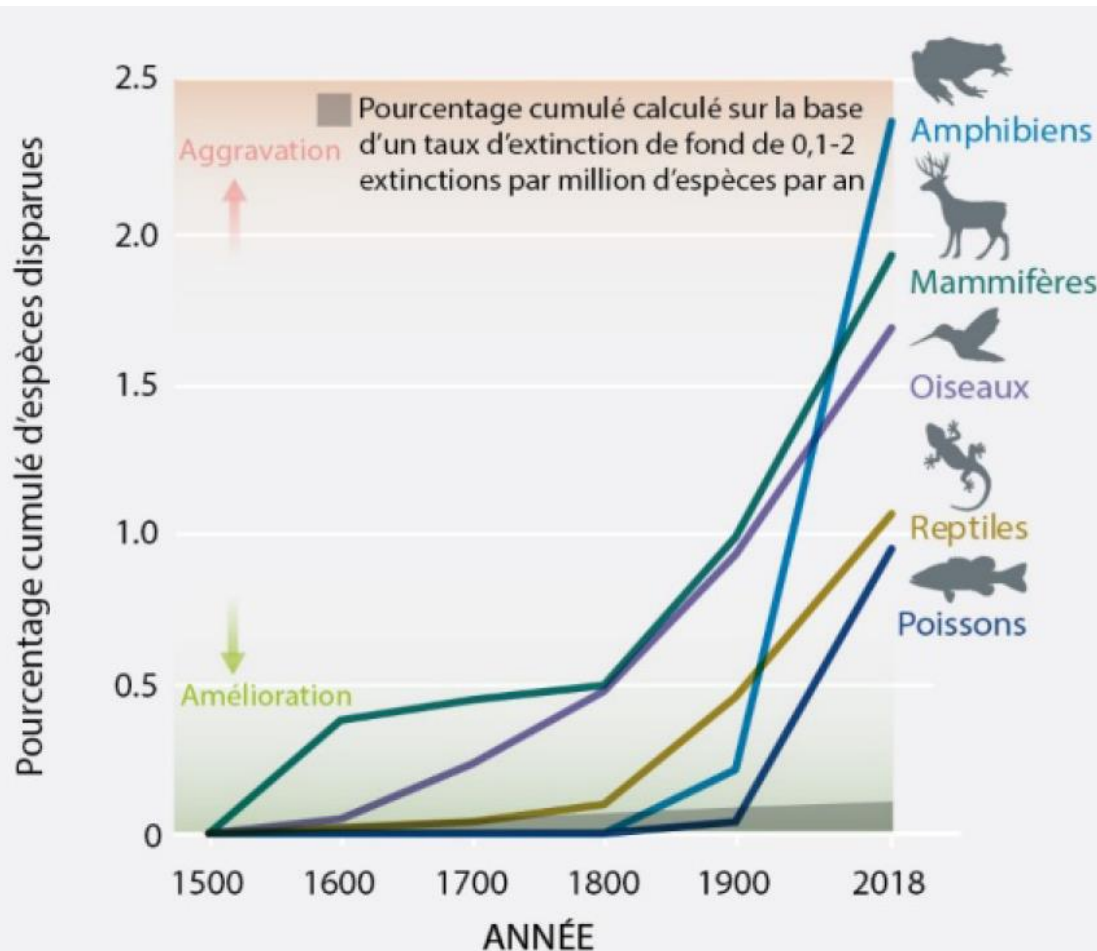 Pourcentage cumulé d'espèces disparues
2.5
2.0
1.5
1.0
0.5
0
Aggravation
Pourcentage cumulé calculé sur la base
d'un taux d'extinction de fond de 0,1-2
extinctions par million d'espèces par an
Amélioration
Amphibiens
Mammifères
Oiseaux
Reptiles
Poissons
1500 1600 1700 1800 1900 2018
ANNÉE